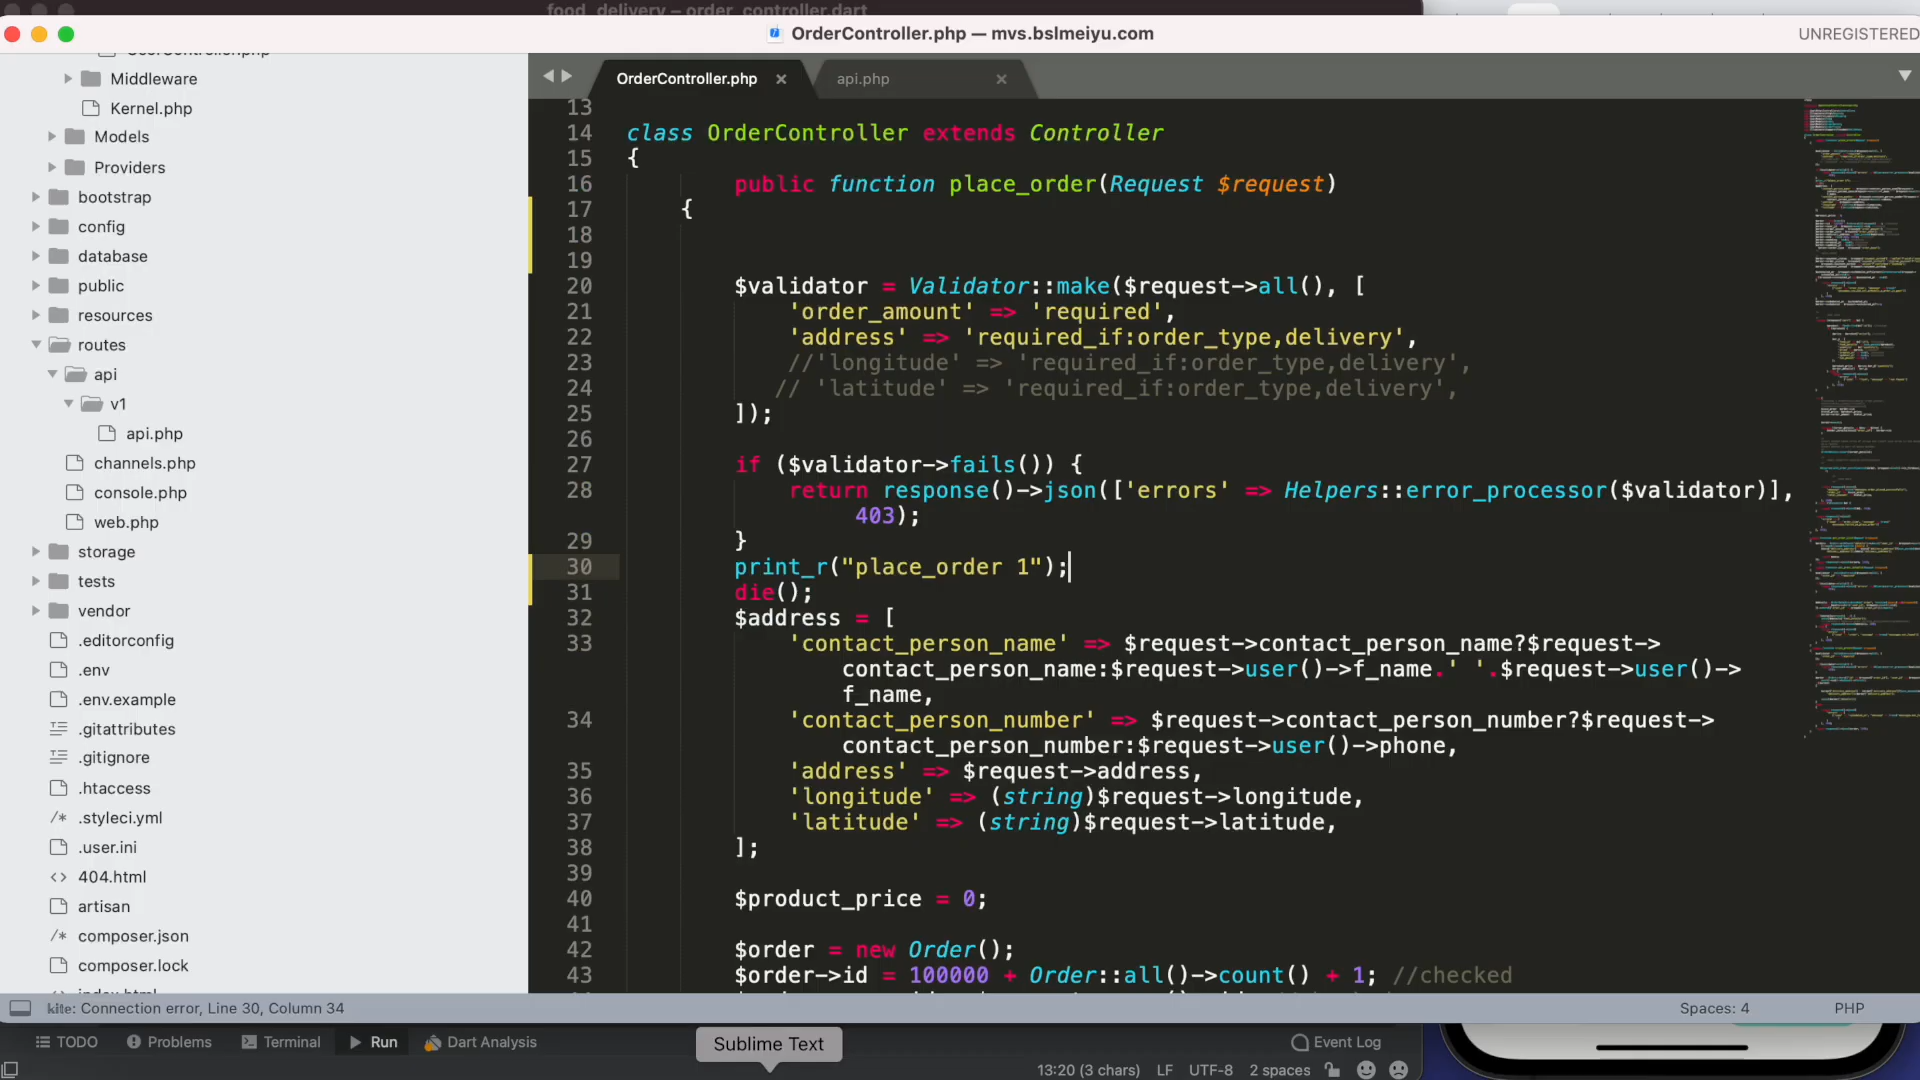 food_delivery – order_controller.dart
OrderController.php — mvs.bslmeiyu.com
UNREGISTERED
Middleware
Kernel.php
Models
Providers
bootstrap
config
database
public
resources
routes
api
v1
api.php
channels.php
console.php
web.php
storage
tests
vendor
.editorconfig
.env
.env.example
.gitattributes
.gitignore
.htaccess
.styleci.yml
.user.ini
404.html
artisan
composer.json
composer.lock
index.html
OrderController.php
api.php
13
14 class OrderController extends Controller
15 {
16 public function place_order(Request $request)
17 {
18
19
20 $validator = Validator::make($request->all(), [
21 'order_amount' => 'required',
22 'address' => 'required_if:order_type,delivery',
23 //'longitude' => 'required_if:order_type,delivery',
24 // 'latitude' => 'required_if:order_type,delivery',
25 ]);
26
27 if ($validator->fails()) {
28 return response()->json(['errors' => Helpers::error_processor($validator)],
403);
29 }
30 print_r("place_order 1");
31 die();
32 $address = [
33 'contact_person_name' => $request->contact_person_name?$request->
contact_person_name:$request->user()->f_name.' '.$request->user()->
f_name,
34 'contact_person_number' => $request->contact_person_number?$request->
contact_person_number:$request->user()->phone,
35 'address' => $request->address,
36 'longitude' => (string)$request->longitude,
37 'latitude' => (string)$request->latitude,
38 ];
39
40 $product_price = 0;
41
42 $order = new Order();
43 $order->id = 100000 + Order::all()->count() + 1; //checked
kite: Connection error, Line 30, Column 34
Spaces: 4
PHP
TODO
Problems
Terminal
Run
Dart Analysis
Sublime Text
Event Log
13:20 (3 chars)
LF
UTF-8
2 spaces